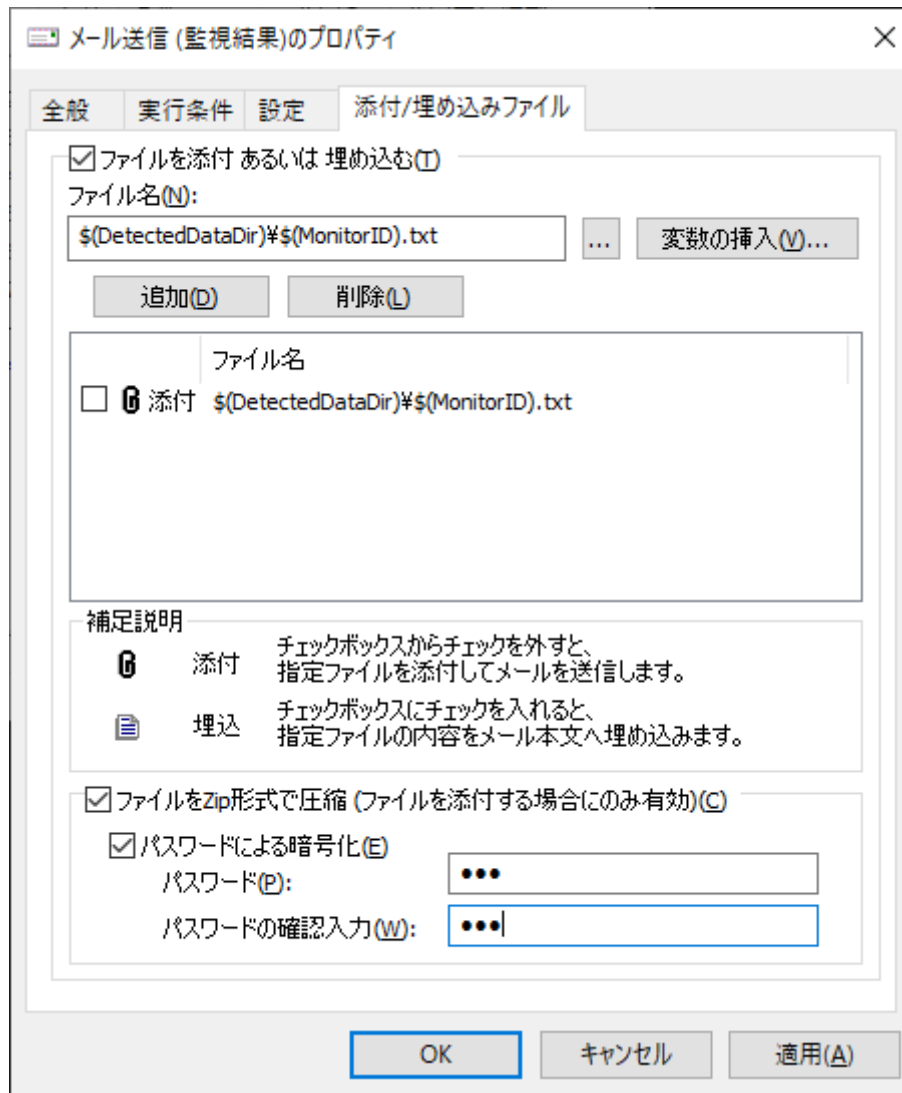 メール送信 (監視結果)のプロパティ
全般 実行条件 設定 添付/埋め込みファイル
ファイルを添付 あるいは 埋め込む(T)
ファイル名(N):
$(DetectedDataDir)¥$(MonitorID).txt ... 変数の挿入(V)...
追加(D) 削除(L)
ファイル名
添付 $(DetectedDataDir)¥$(MonitorID).txt
補足説明
添付 チェックボックスからチェックを外すと、
指定ファイルを添付してメールを送信します。
埋込 チェックボックスにチェックを入れると、
指定ファイルの内容をメール本文へ埋め込みます。
ファイルをZip形式で圧縮 (ファイルを添付する場合にのみ有効)(C)
パスワードによる暗号化(E)
パスワード(P): ●●●
パスワードの確認入力(W): ●●●
OK キャンセル 適用(A)